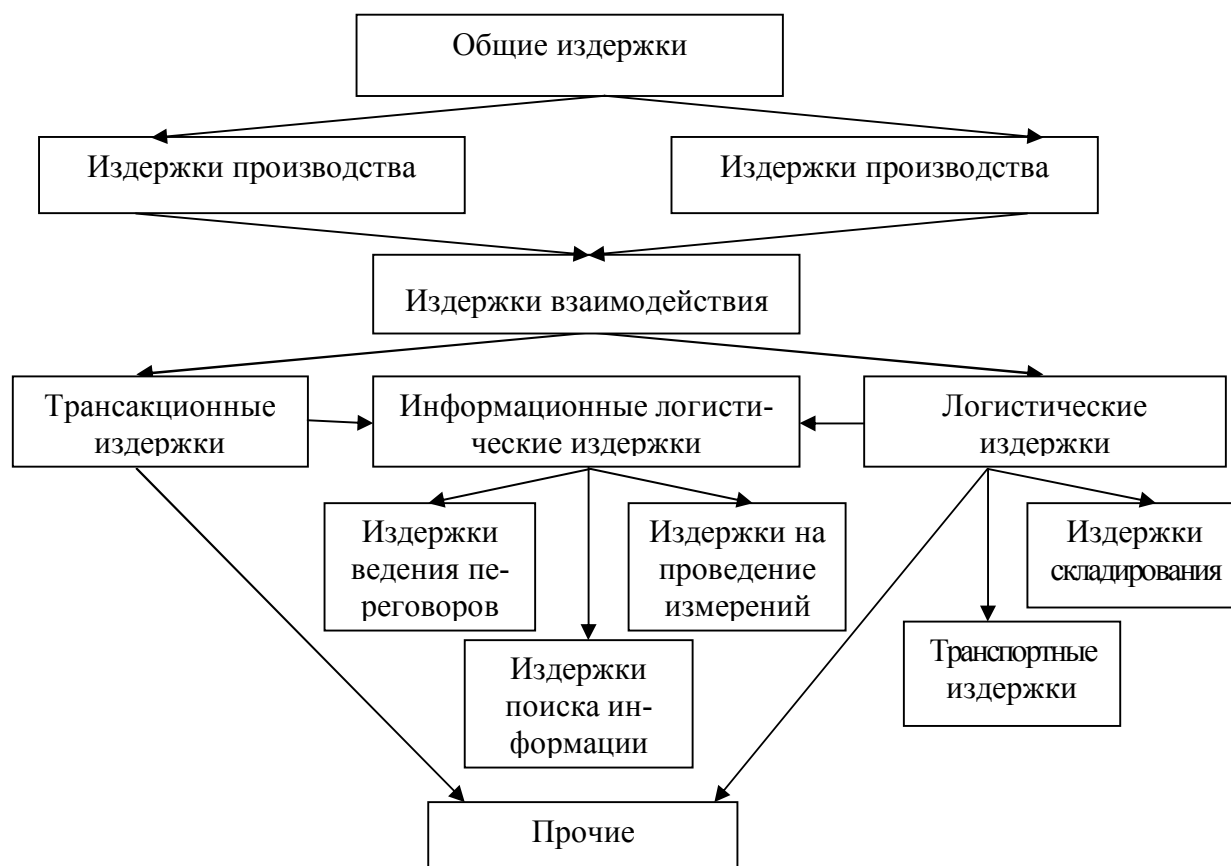 Общие издержки
Издержки производства
Издержки производства
Издержки взаимодействия
Трансакционные
издержки
Информационные логисти-
ческие издержки
Логистические
издержки
Издержки
ведения пе-
реговоров
Издержки на
проведение
измерений
Издержки
складирования
Издержки
поиска ин-
формации
Транспортные
издержки
Прочие